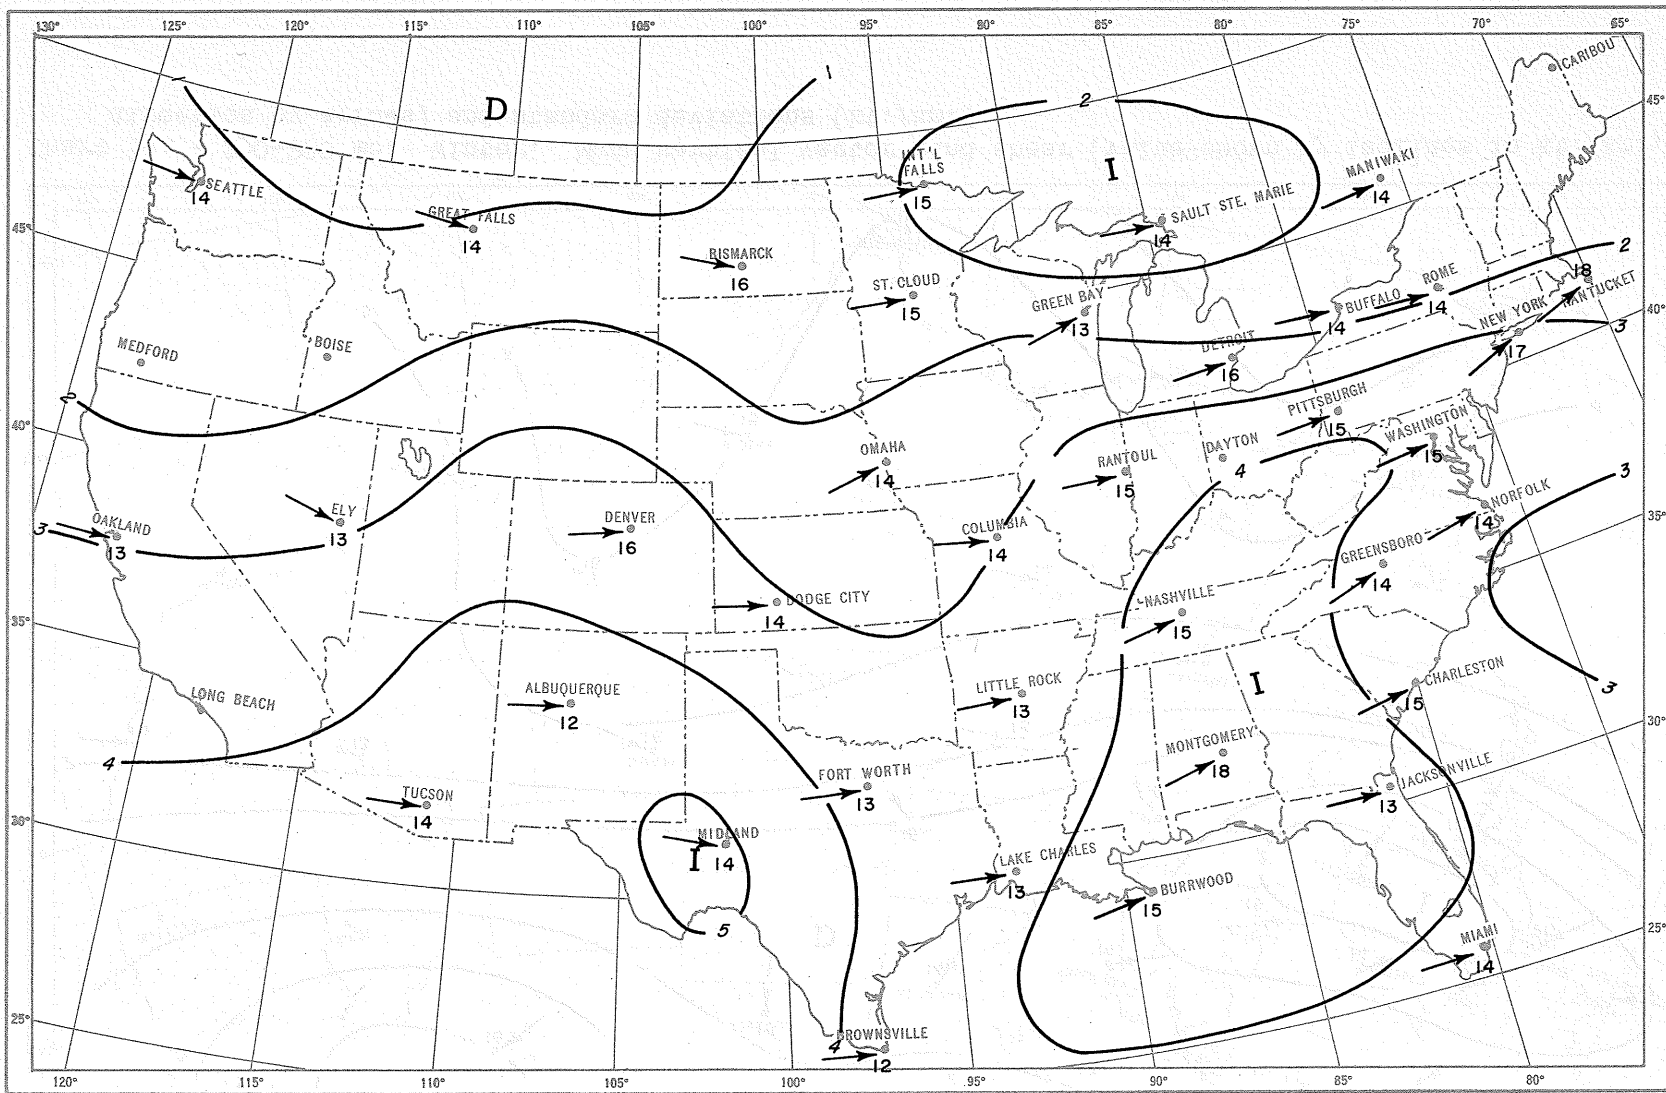 130° 125° 120° 115° 110° 105° 100° 95° 90° 85° 80° 75° 70° 65°
1
D
1
2
I
CARIBOU
45°
SEATTLE
14
GREAT FALLS
14
INT'L
FALLS
15
SAULT STE. MARIE
14
MANIWAKI
14
45°
BISMARCK
16
ST. CLOUD
15
GREEN BAY
13
BUFFALO
14
ROME
14
2
18
NANTUCKET
40°
MEDFORD
BOISE
DETROIT
16
NEW YORK
17
3
2
40°
OMAHA
14
RANTOUL
15
DAYTON
4
PITTSBURGH
15
WASHINGTON
15
3
3
OAKLAND
13
ELY
13
DENVER
16
COLUMBIA
14
NORFOLK
14
35°
GREENSBORO
14
35°
DODGE CITY
14
NASHVILLE
15
LONG BEACH
ALBUQUERQUE
12
LITTLE ROCK
13
I
CHARLESTON
15
3
30°
4
MONTGOMERY
18
JACKSONVILLE
13
TUCSON
14
FORT WORTH
13
30°
MIDLAND
I
14
LAKE CHARLES
13
BURRWOOD
15
5
MIAMI
14
25°
25°
BROWNSVILLE
4
12
120° 115° 110° 105° 100° 95° 90° 85° 80°